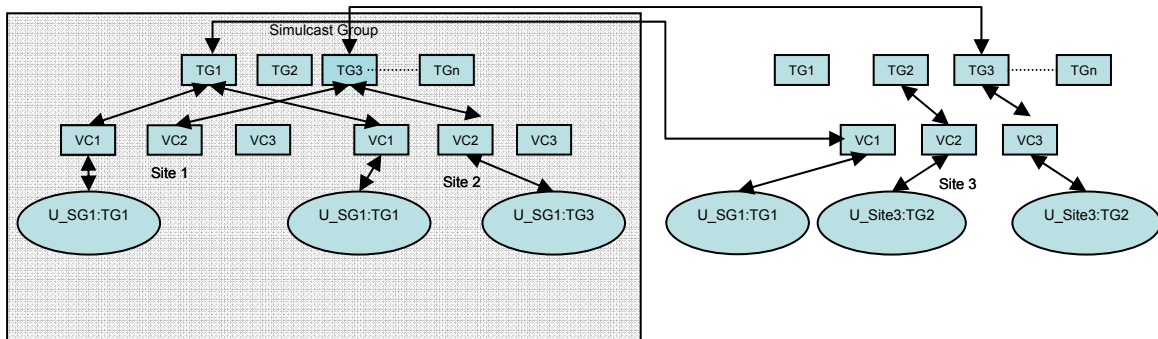 Simulcast Group
TG1 TG2 TG3 TGn TG1 TG2 TG3 TGn
VC1 VC2 VC3 VC1 VC2 VC3 VC1 VC2 VC3
Site 1 Site 2 Site 3
U_SG1:TG1 U_SG1:TG1 U_SG1:TG3 U_SG1:TG1 U_Site3:TG2 U_Site3:TG2